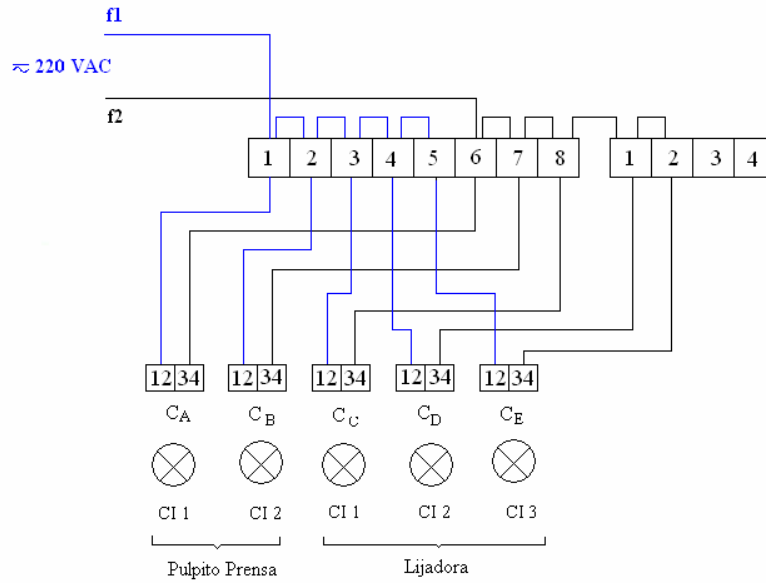 f1
≂ 220 VAC
f2
1 2 3 4 5 6 7 8 1 2 3 4
12 34 12 34 12 34 12 34 12 34
CA CB CC CD CE
CI 1 CI 2 CI 1 CI 2 CI 3
Pulpito Prensa Lijadora